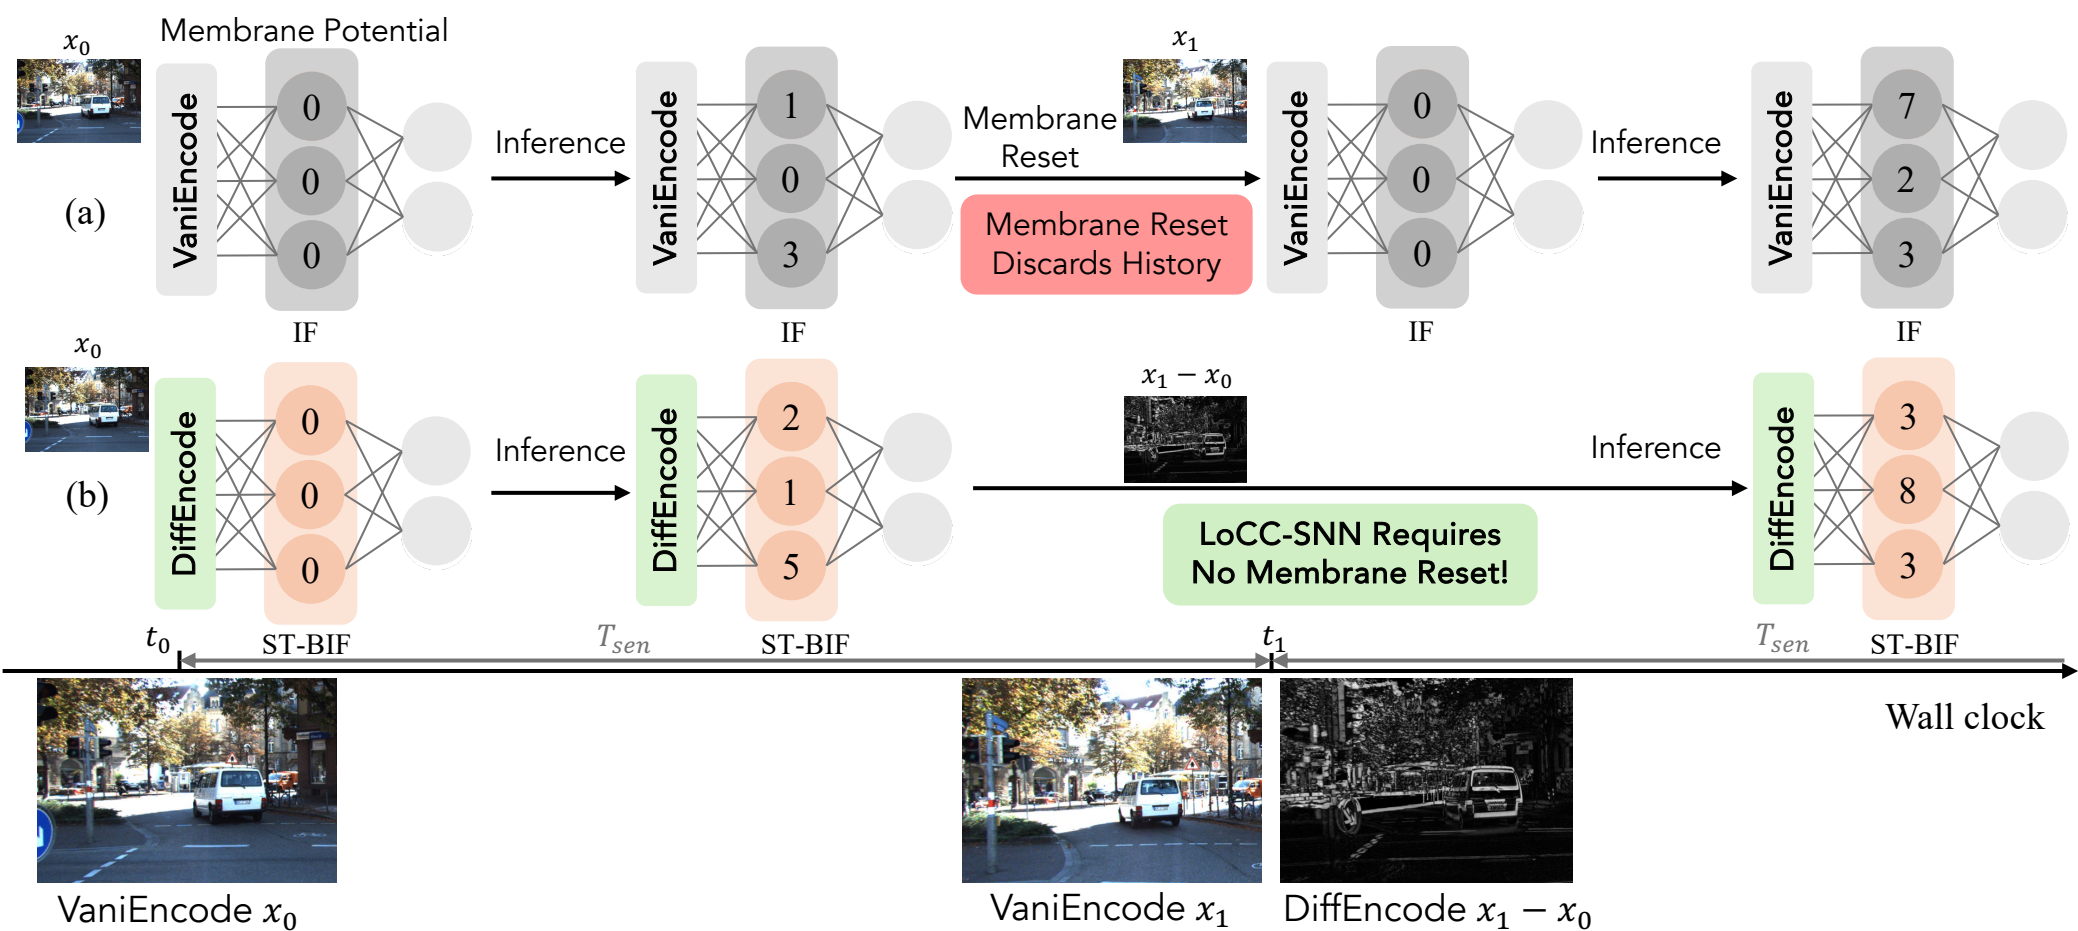 Membrane Potential
x₀
VaniEncode
0
0
0
IF
Inference
VaniEncode
1
0
3
IF
Membrane
Reset
x₁
Membrane Reset
Discards History
VaniEncode
0
0
0
IF
Inference
VaniEncode
7
2
3
IF
(a)
x₀
DiffEncode
0
0
0
ST-BIF
Inference
DiffEncode
2
1
5
ST-BIF
x₁ − x₀
LoCC-SNN Requires
No Membrane Reset!
Inference
DiffEncode
3
8
3
ST-BIF
(b)
t₀
Tₛₑₙ
t₁
Tₛₑₙ
Wall clock
VaniEncode x₀
VaniEncode x₁
DiffEncode x₁ − x₀